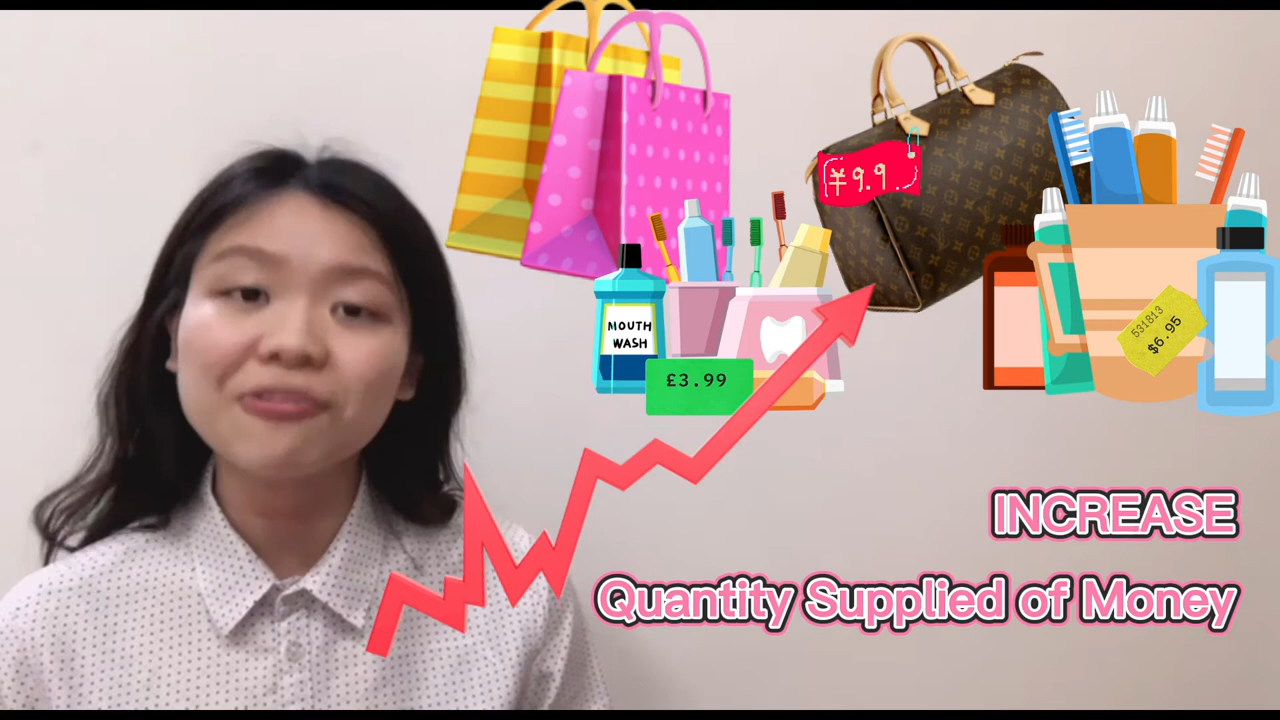 ¥9.9
MOUTH
WASH
£3.99
531813
$6.95
INCREASE
Quantity Supplied of Money